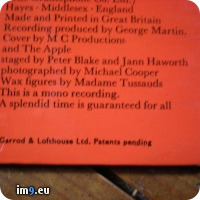 Hayes · Middlesex · England
Made and Printed in Great Britain
Recording produced by George Martin.
Cover by M C Productions
and The Apple
staged by Peter Blake and Jann Haworth
photographed by Michael Cooper
Wax figures by Madame Tussauds
This is a mono recording.
A splendid time is guaranteed for all
Garrod & Lofthouse Ltd. Patents pending
im9.eu